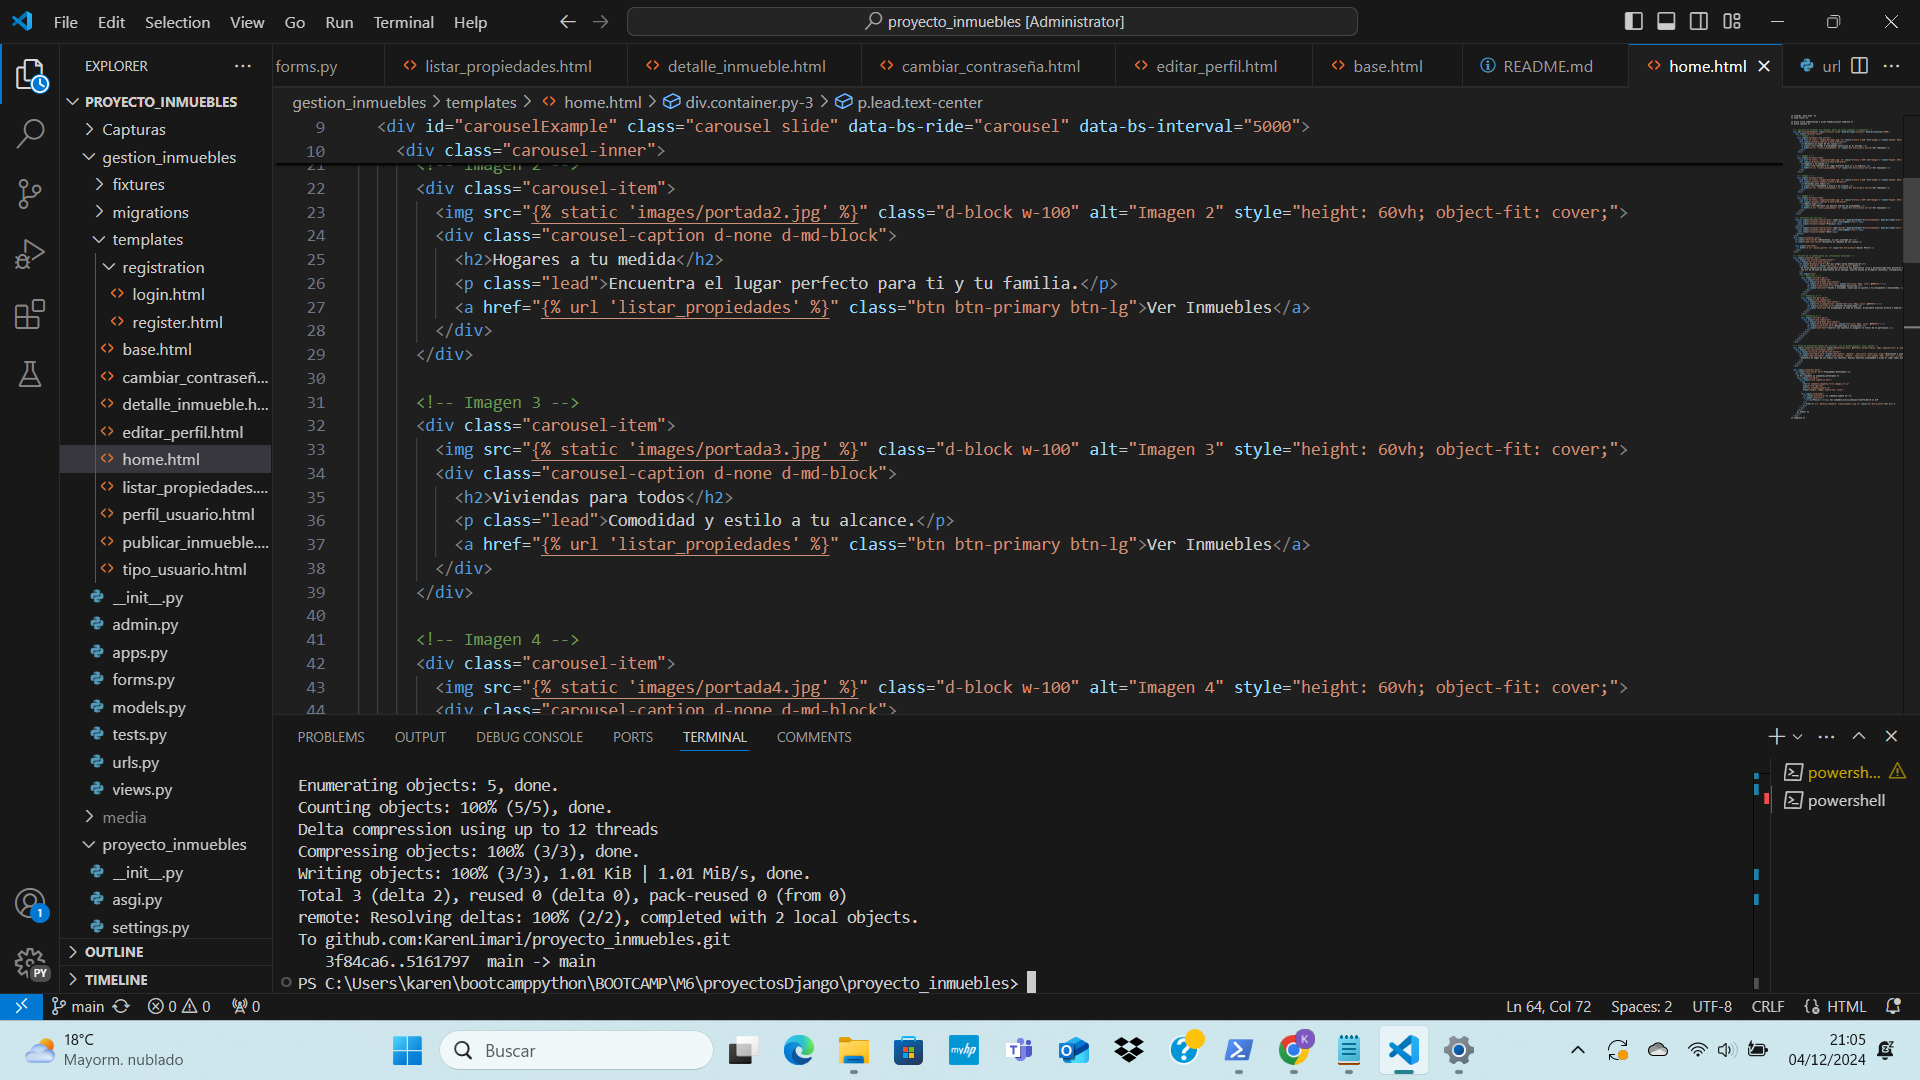 File Edit Selection View Go Run Terminal Help
proyecto_inmuebles [Administrator]
EXPLORER
forms.py
listar_propiedades.html
detalle_inmueble.html
cambiar_contraseña.html
editar_perfil.html
base.html
README.md
home.html
url
PROYECTO_INMUEBLES
Capturas
gestion_inmuebles
fixtures
migrations
templates
registration
login.html
register.html
base.html
cambiar_contraseñ...
detalle_inmueble.h...
editar_perfil.html
home.html
listar_propiedades....
perfil_usuario.html
publicar_inmueble....
tipo_usuario.html
__init__.py
admin.py
apps.py
forms.py
models.py
tests.py
urls.py
views.py
media
proyecto_inmuebles
__init__.py
asgi.py
settings.py
OUTLINE
TIMELINE
gestion_inmuebles > templates > home.html > div.container.py-3 > p.lead.text-center
9 <div id="carouselExample" class="carousel slide" data-bs-ride="carousel" data-bs-interval="5000">
10 <div class="carousel-inner">
21 <!-- Imagen 2 -->
22 <div class="carousel-item">
23 <img src="{% static 'images/portada2.jpg' %}" class="d-block w-100" alt="Imagen 2" style="height: 60vh; object-fit: cover;">
24 <div class="carousel-caption d-none d-md-block">
25 <h2>Hogares a tu medida</h2>
26 <p class="lead">Encuentra el lugar perfecto para ti y tu familia.</p>
27 <a href="{% url 'listar_propiedades' %}" class="btn btn-primary btn-lg">Ver Inmuebles</a>
28 </div>
29 </div>
30
31 <!-- Imagen 3 -->
32 <div class="carousel-item">
33 <img src="{% static 'images/portada3.jpg' %}" class="d-block w-100" alt="Imagen 3" style="height: 60vh; object-fit: cover;">
34 <div class="carousel-caption d-none d-md-block">
35 <h2>Viviendas para todos</h2>
36 <p class="lead">Comodidad y estilo a tu alcance.</p>
37 <a href="{% url 'listar_propiedades' %}" class="btn btn-primary btn-lg">Ver Inmuebles</a>
38 </div>
39 </div>
40
41 <!-- Imagen 4 -->
42 <div class="carousel-item">
43 <img src="{% static 'images/portada4.jpg' %}" class="d-block w-100" alt="Imagen 4" style="height: 60vh; object-fit: cover;">
44 <div class="carousel-caption d-none d-md-block">
PROBLEMS OUTPUT DEBUG CONSOLE PORTS TERMINAL COMMENTS
Enumerating objects: 5, done.
Counting objects: 100% (5/5), done.
Delta compression using up to 12 threads
Compressing objects: 100% (3/3), done.
Writing objects: 100% (3/3), 1.01 KiB | 1.01 MiB/s, done.
Total 3 (delta 2), reused 0 (delta 0), pack-reused 0 (from 0)
remote: Resolving deltas: 100% (2/2), completed with 2 local objects.
To github.com:KarenLimari/proyecto_inmuebles.git
3f84ca6..5161797 main -> main
PS C:\Users\karen\bootcamppython\BOOTCAMP\M6\proyectosDjango\proyecto_inmuebles>
powersh...
powershell
1
PY
main 0 0 0
Ln 64, Col 72 Spaces: 2 UTF-8 CRLF HTML
18°C
Mayorm. nublado
Buscar
myhp
K
21:05
04/12/2024